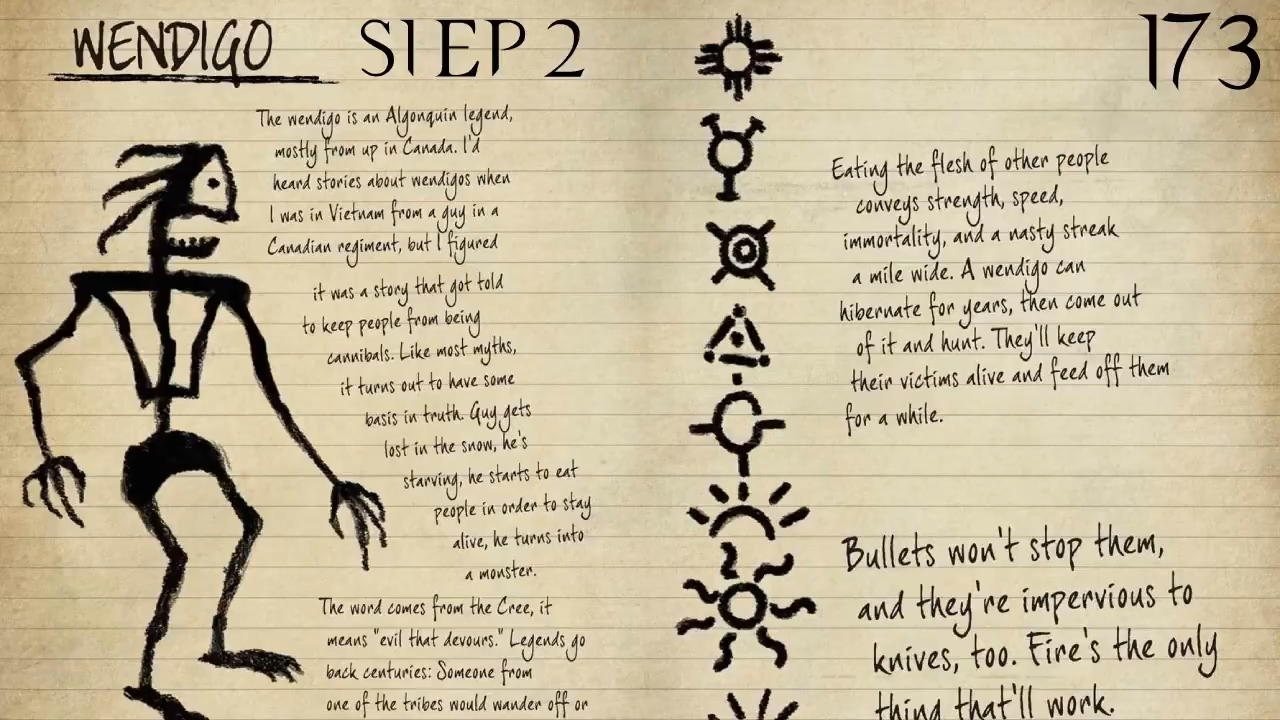 WENDIGO
STEP 2
173
The wendigo is an Algonquin legend,
mostly from up in Canada. I'd
heard stories about wendigos when
I was in Vietnam from a guy in a
Canadian regiment, but I figured
it was a story that got told
to keep people from being
cannibals. Like most myths,
it turns out to have some
basis in truth. Guy gets
lost in the snow, he's
starving, he starts to eat
people in order to stay
alive, he turns into
a monster.
The word comes from the Cree, it
means "evil that devours." Legends go
back centuries: Someone from
one of the tribes would wander off or
Eating the flesh of other people
conveys strength, speed,
immortality, and a nasty streak
a mile wide. A wendigo can
hibernate for years, then come out
of it and hunt. They'll keep
their victims alive and feed off them
for a while.
Bullets won't stop them,
and they're impervious to
knives, too. Fire's the only
thing that'll work.